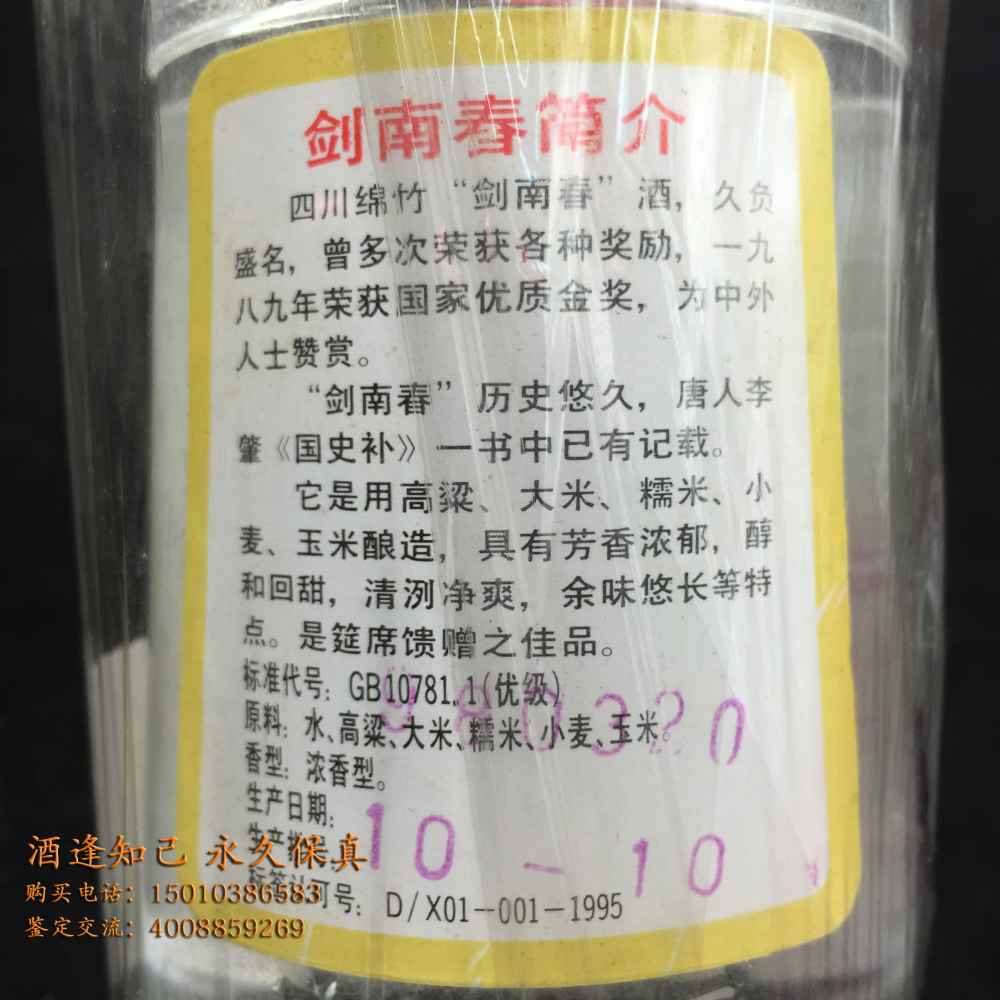 剑南春简介
四川绵竹“剑南春”酒，久负
盛名，曾多次荣获各种奖励，一九
八九年荣获国家优质金奖，为中外
人士赞赏。
“剑南春”历史悠久，唐人李
肇《国史补》一书中已有记载。
它是用高粱、大米、糯米、小
麦、玉米酿造，具有芳香浓郁，醇
和回甜，清洌净爽，余味悠长等特
点。是筵席馈赠之佳品。
标准代号：GB10781.1(优级)
980320
原料：水、高粱、大米、糯米、小麦、玉米。
香型：浓香型。
生产日期：
10-10
生产批
标签认可号：D/X01-001-1995
酒逢知己 永久保真
购买电话：15010386583
鉴定交流：4008859269